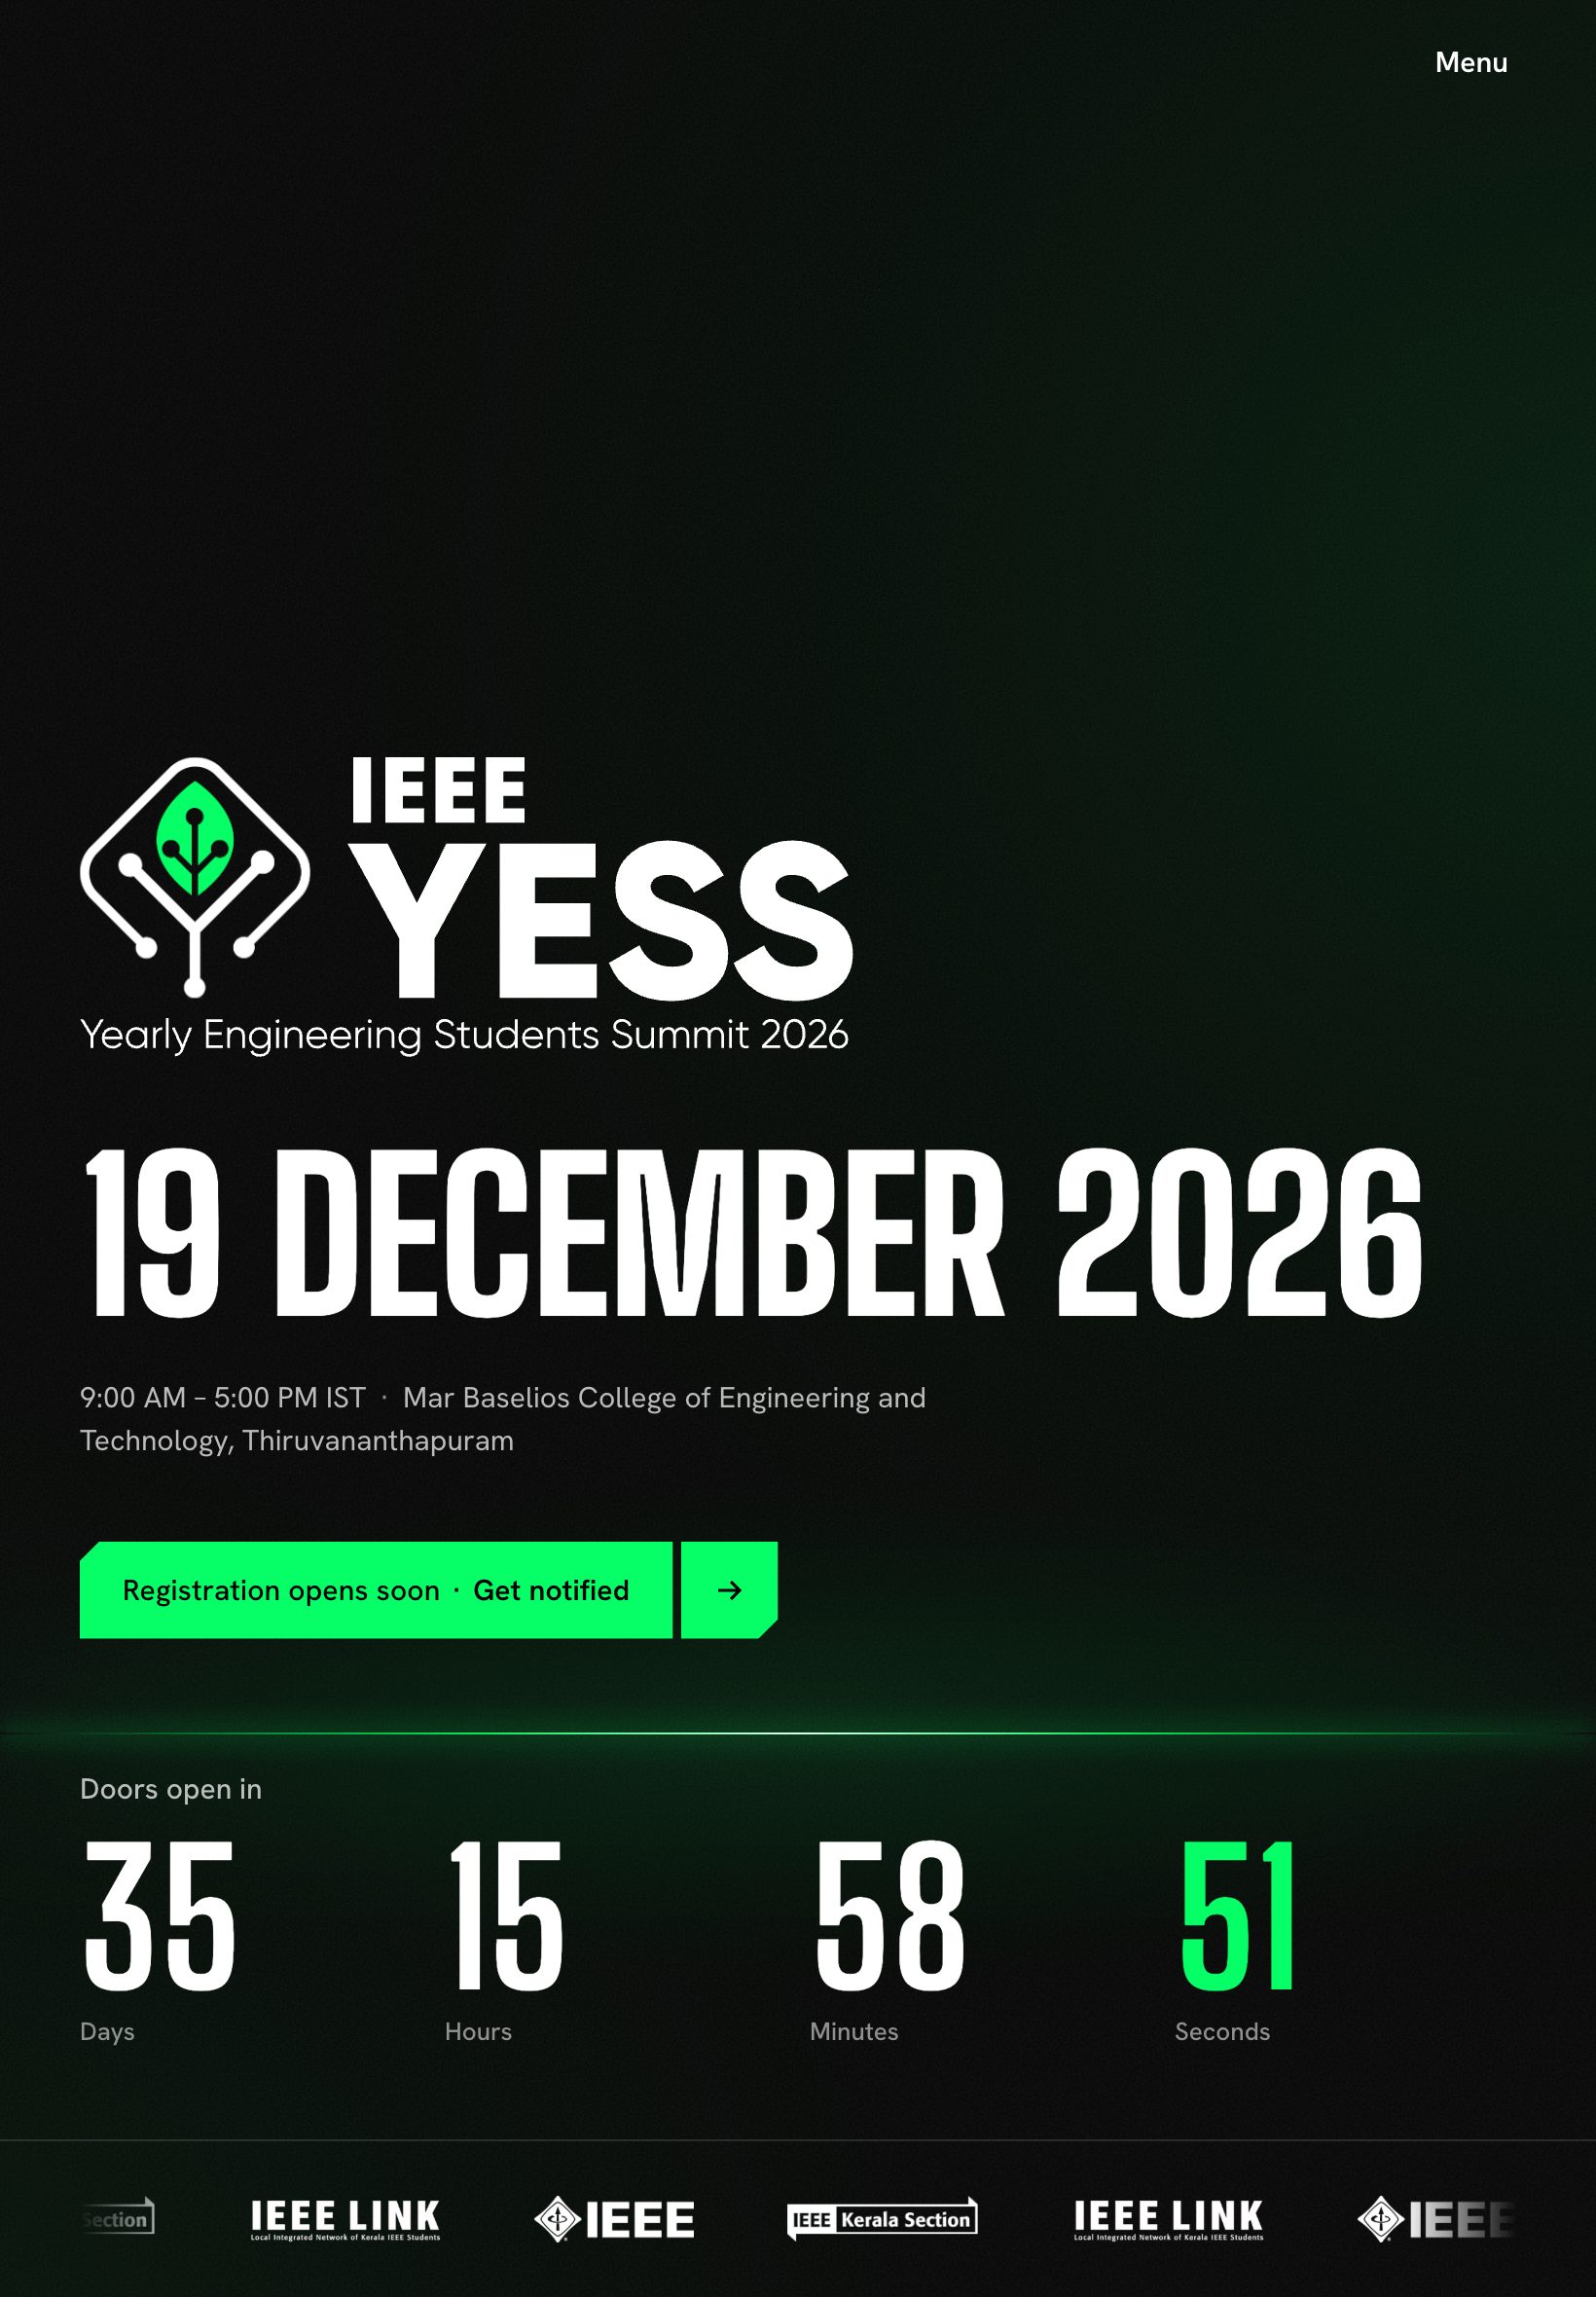 Menu
IEEE
YESS
Yearly Engineering Students Summit 2026
19 DECEMBER 2026
9:00 AM – 5:00 PM IST · Mar Baselios College of Engineering and
Technology, Thiruvananthapuram
Registration opens soon · Get notified →
Doors open in
35 15 58 51
Days Hours Minutes Seconds
Section IEEE LINK IEEE IEEE Kerala Section IEEE LINK IEEE
Local Integrated Network of Kerala IEEE Students Local Integrated Network of Kerala IEEE Students